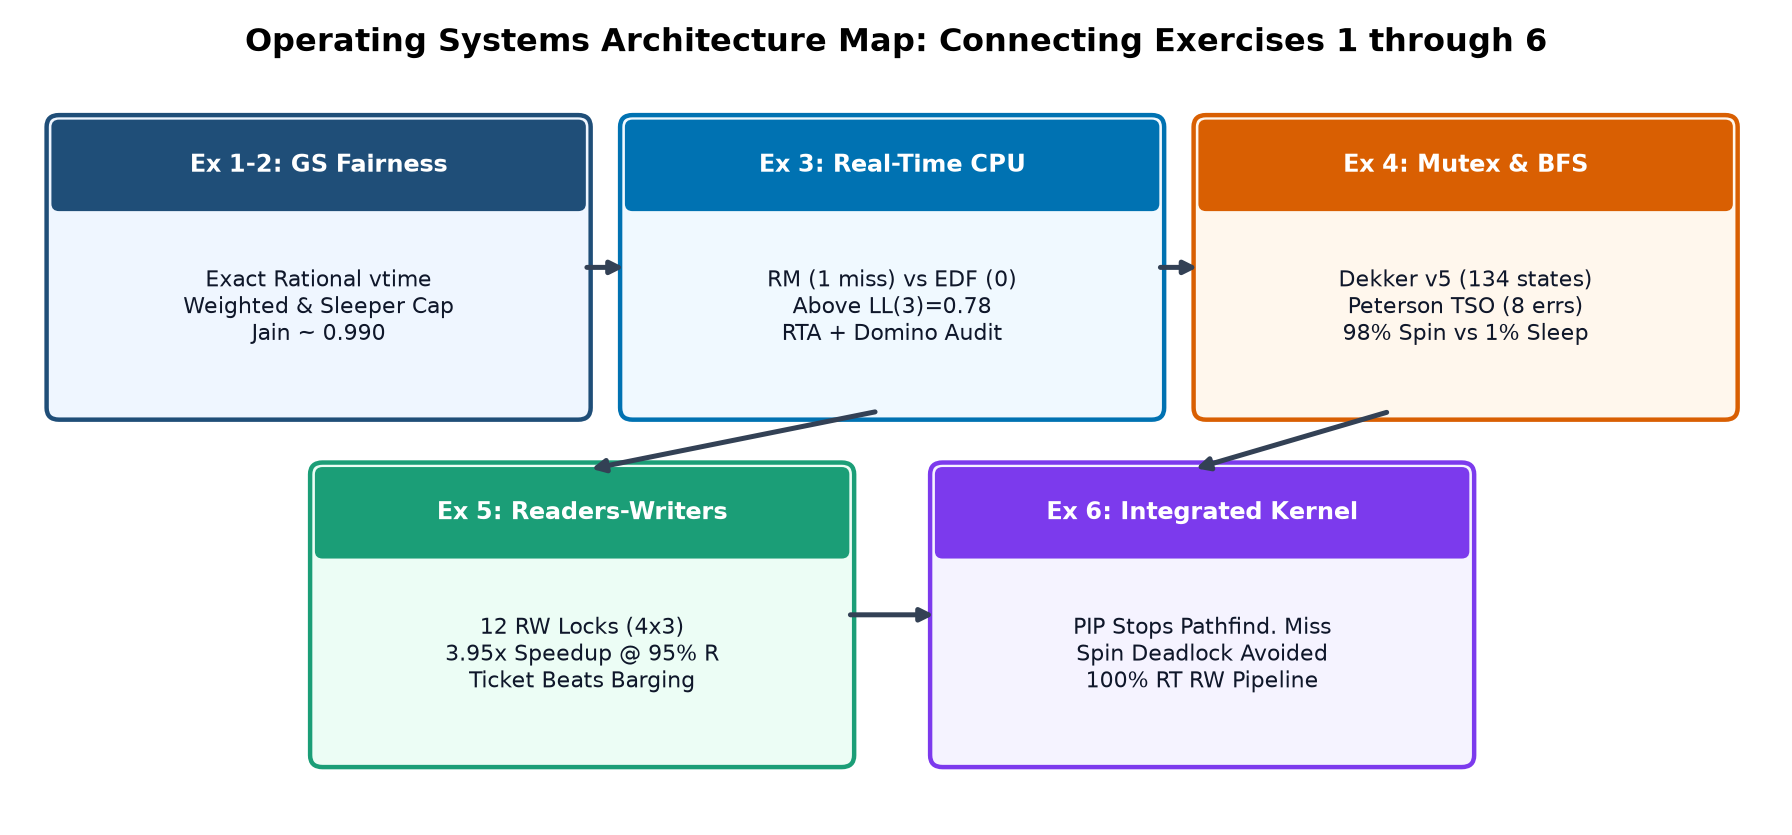 Operating Systems Architecture Map: Connecting Exercises 1 through 6
Ex 1-2: GS Fairness
Exact Rational vtime
Weighted & Sleeper Cap
Jain ~ 0.990
Ex 3: Real-Time CPU
RM (1 miss) vs EDF (0)
Above LL(3)=0.78
RTA + Domino Audit
Ex 4: Mutex & BFS
Dekker v5 (134 states)
Peterson TSO (8 errs)
98% Spin vs 1% Sleep
Ex 5: Readers-Writers
12 RW Locks (4x3)
3.95x Speedup @ 95% R
Ticket Beats Barging
Ex 6: Integrated Kernel
PIP Stops Pathfind. Miss
Spin Deadlock Avoided
100% RT RW Pipeline